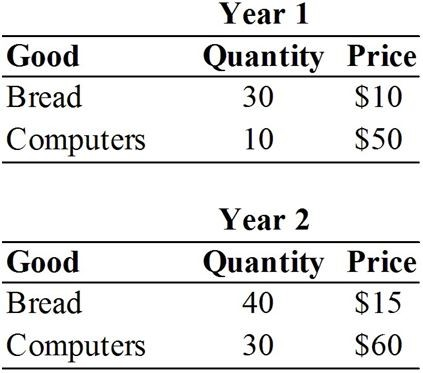 Year 1
Good Quantity Price
Bread 30 $10
Computers 10 $50
Year 2
Good Quantity Price
Bread 40 $15
Computers 30 $60